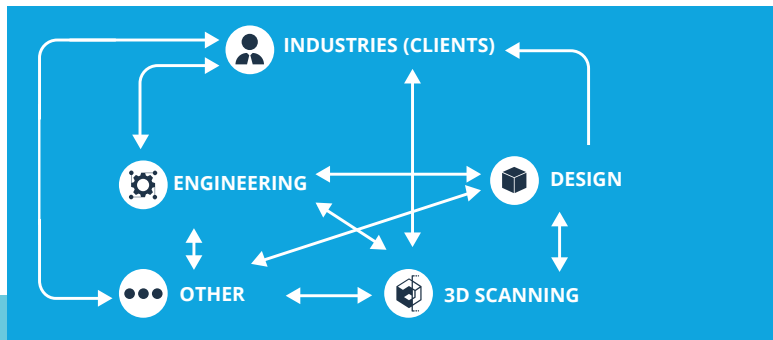 INDUSTRIES (CLIENTS)
ENGINEERING
DESIGN
OTHER
3D SCANNING